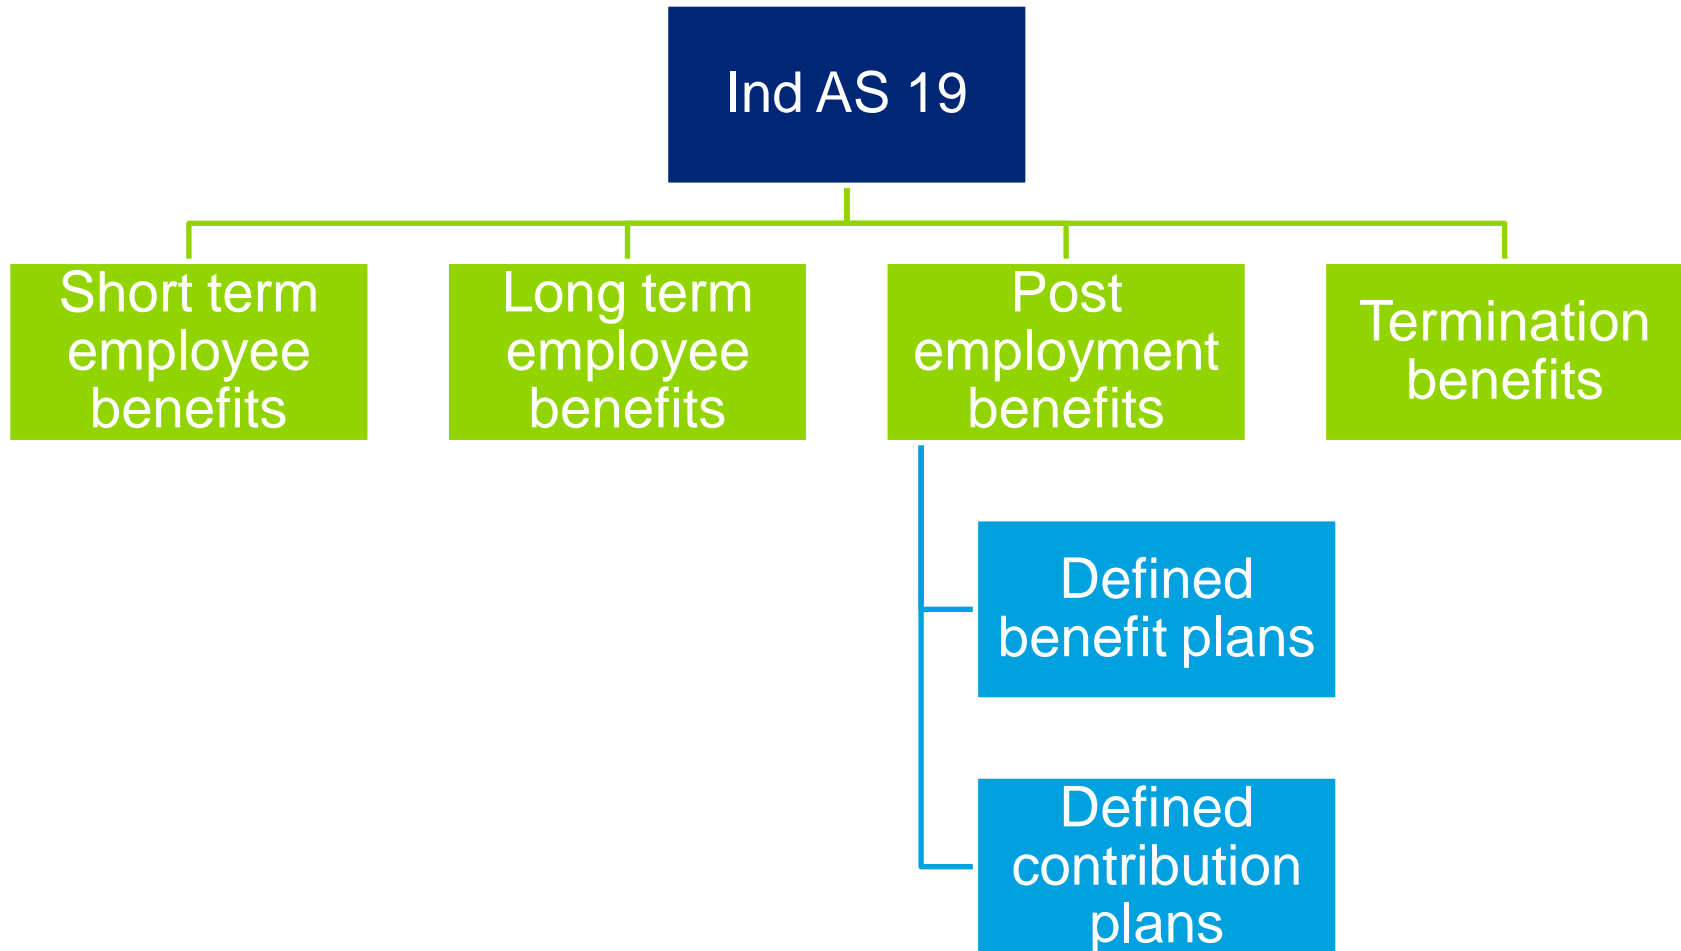 Ind AS 19
Short term
employee
benefits
Long term
employee
benefits
Post
employment
benefits
Termination
benefits
Defined
benefit plans
Defined
contribution
plans